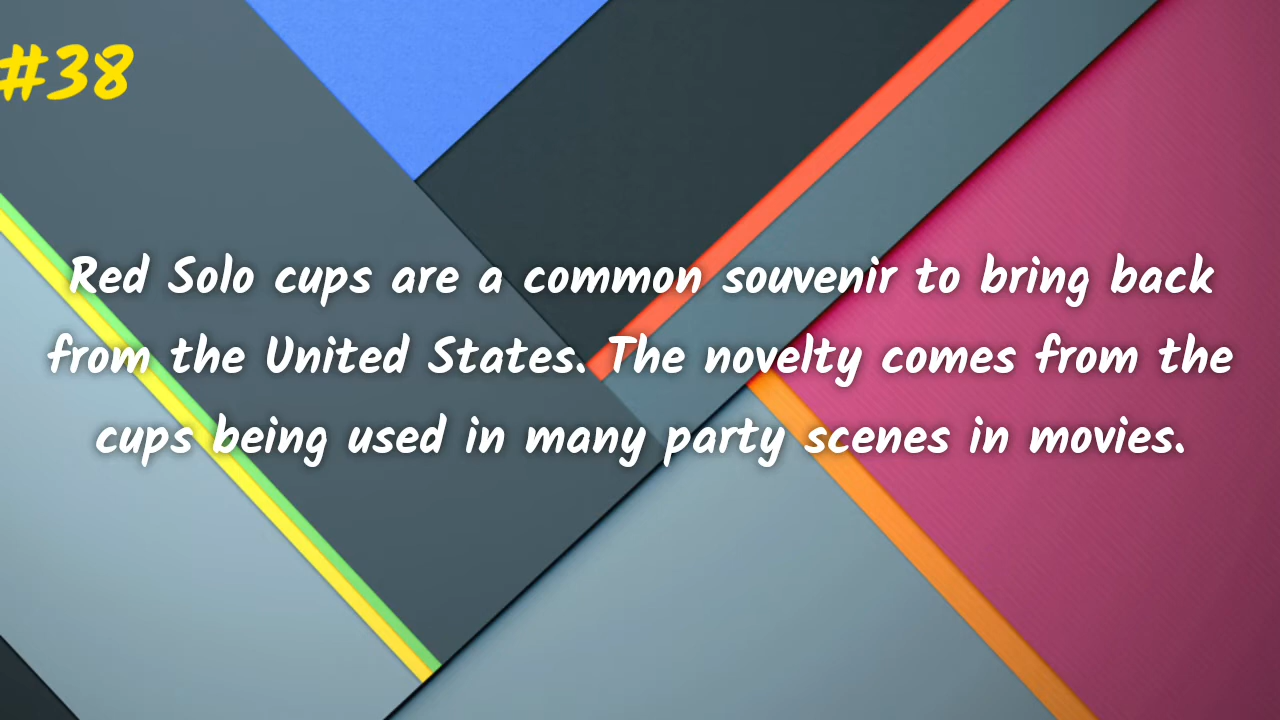 #38
Red Solo cups are a common souvenir to bring back
from the United States. The novelty comes from the
cups being used in many party scenes in movies.